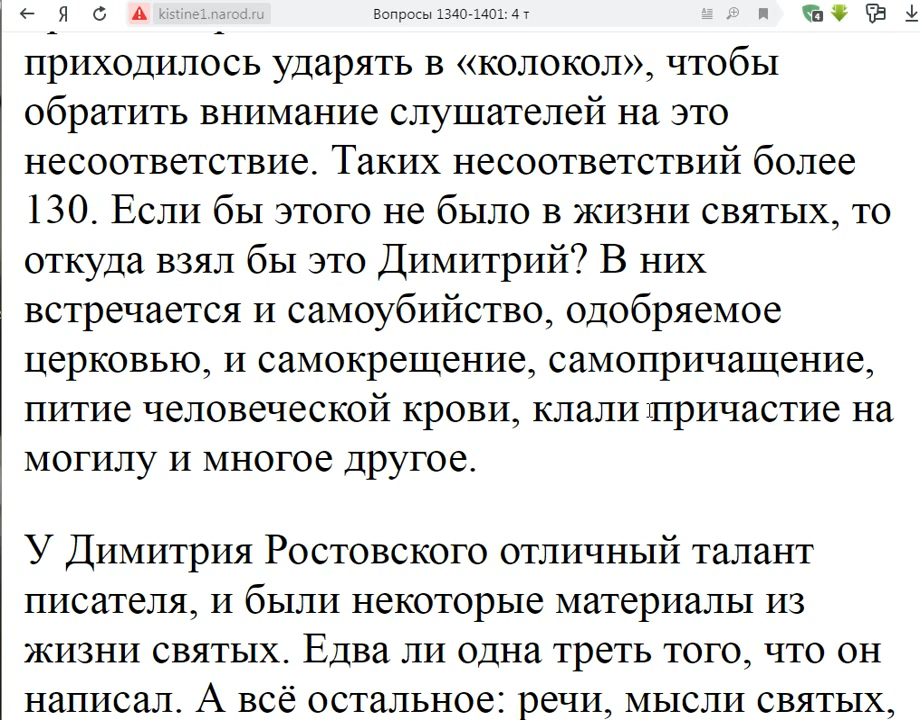 kistine1.narod.ru
Вопросы 1340-1401: 4 т
4
приходилось ударять в «колокол», чтобы
обратить внимание слушателей на это
несоответствие. Таких несоответствий более
130. Если бы этого не было в жизни святых, то
откуда взял бы это Димитрий? В них
встречается и самоубийство, одобряемое
церковью, и самокрещение, самопричащение,
питие человеческой крови, клали причастие на
могилу и многое другое.
У Димитрия Ростовского отличный талант
писателя, и были некоторые материалы из
жизни святых. Едва ли одна треть того, что он
написал. А всё остальное: речи, мысли святых,